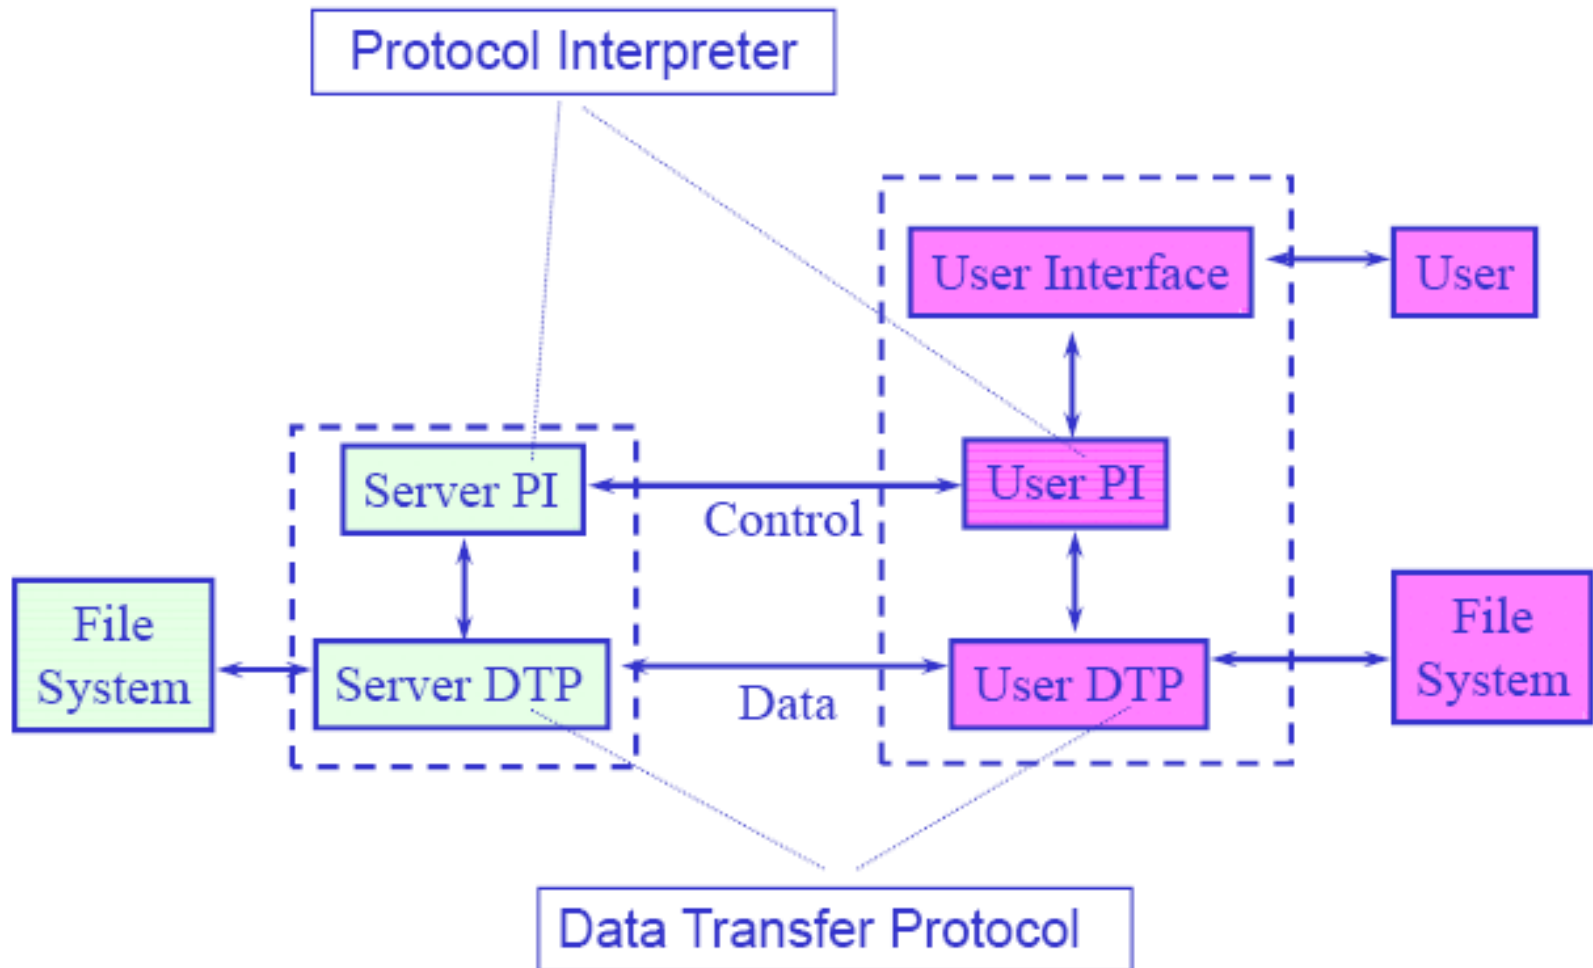 Protocol Interpreter
User Interface
User
Server PI
User PI
Control
File
System
Server DTP
User DTP
Data
File
System
Data Transfer Protocol